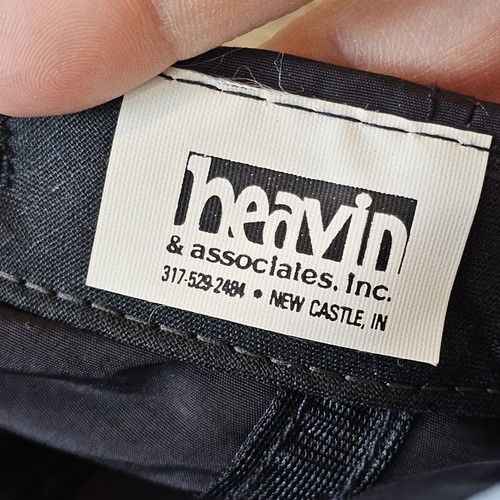 heavin
& associates, Inc.
317-529-2484 • NEW CASTLE, IN